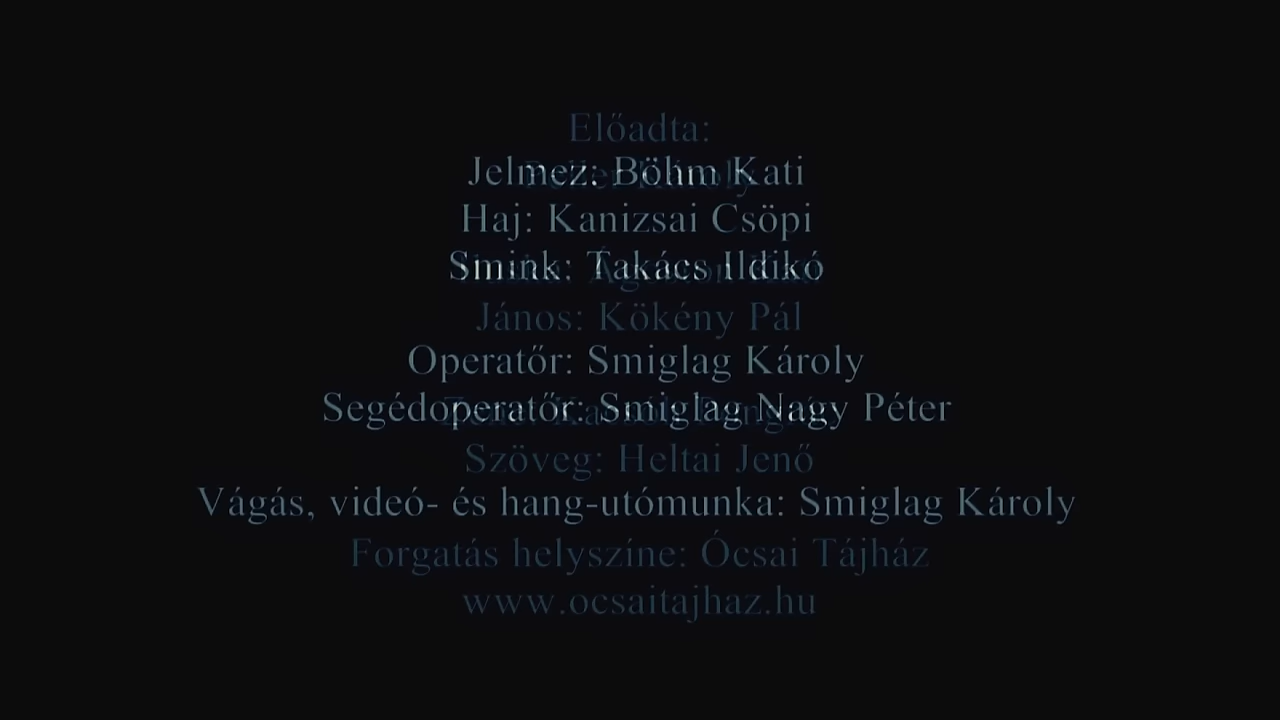 Előadta:
Jelmez: Böhm Kati
Haj: Kanizsai Csöpi
Smink: Takács Ildikó
János: Kökény Pál
Operatőr: Smiglag Károly
Segédoperatőr: Smiglag Nagy Péter
Szöveg: Heltai Jenő
Vágás, videó- és hang-utómunka: Smiglag Károly
Forgatás helyszíne: Ócsai Tájház
www.ocsaitajhaz.hu